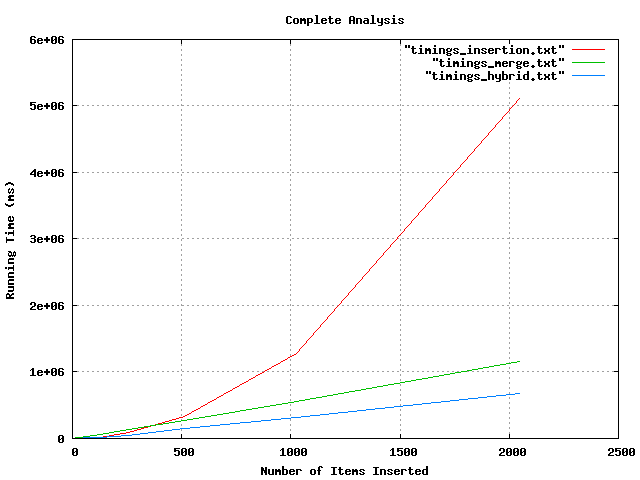 Complete Analysis
"timings_insertion.txt"
"timings_merge.txt"
"timings_hybrid.txt"
6e+06
5e+06
4e+06
3e+06
2e+06
1e+06
0
Running Time (ms)
0 500 1000 1500 2000 2500
Number of Items Inserted